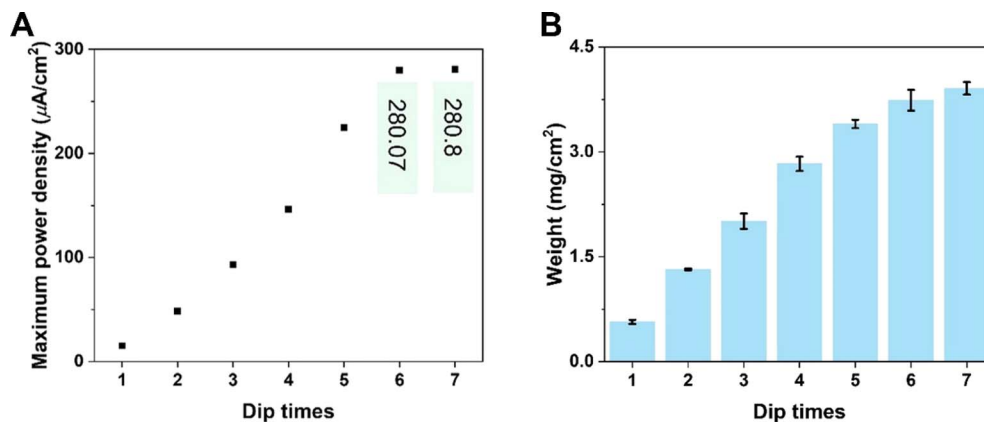 A
Maximum power density (μA/cm²)
300
200
100
0
280.07
280.8
1 2 3 4 5 6 7
Dip times
B
Weight (mg/cm²)
4.5
3.0
1.5
0.0
1 2 3 4 5 6 7
Dip times